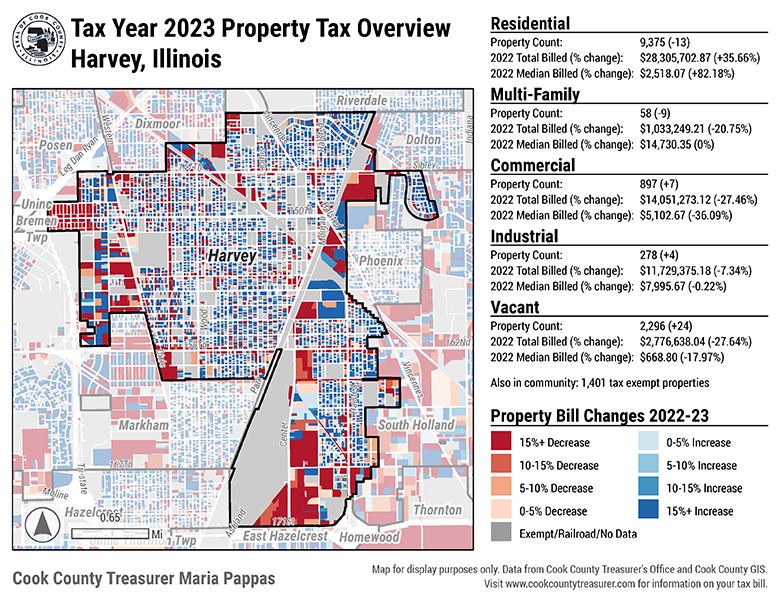 Tax Year 2023 Property Tax Overview
Harvey, Illinois
SEAL OF COOK COUNTY
ILLINOIS
Riverdale
Dixmoor
Posen
Leg Dan Ryan
Western
Vincennes
Halsted
Dolton
Indiana
Sibley
147th
Uninc
Bremen
Twp
150th
Harvey
Phoenix
Wood
162Nd
Vincennes
Park
Markham
Center
South Holland
167th
Tri-State
Moline
Hazelcrest
0.65
Mi
Uninc Thornton Twp
Ashland
171st
East Hazelcrest
Homewood
Thornton
Residential
Property Count: 9,375 (-13)
2022 Total Billed (% change): $28,305,702.87 (+35.66%)
2022 Median Billed (% change): $2,518.07 (+82.18%)
Multi-Family
Property Count: 58 (-9)
2022 Total Billed (% change): $1,033,249.21 (-20.75%)
2022 Median Billed (% change): $14,730.35 (0%)
Commercial
Property Count: 897 (+7)
2022 Total Billed (% change): $14,051,273.12 (-27.46%)
2022 Median Billed (% change): $5,102.67 (-36.09%)
Industrial
Property Count: 278 (+4)
2022 Total Billed (% change): $11,729,375.18 (-7.34%)
2022 Median Billed (% change): $7,995.67 (-0.22%)
Vacant
Property Count: 2,296 (+24)
2022 Total Billed (% change): $2,776,638.04 (-27.64%)
2022 Median Billed (% change): $668.80 (-17.97%)
Also in community: 1,401 tax exempt properties
Property Bill Changes 2022-23
15%+ Decrease
10-15% Decrease
5-10% Decrease
0-5% Decrease
0-5% Increase
5-10% Increase
10-15% Increase
15%+ Increase
Exempt/Railroad/No Data
Cook County Treasurer Maria Pappas
Map for display purposes only. Data from Cook County Treasurer's Office and Cook County GIS.
Visit www.cookcountytreasurer.com for information on your tax bill.